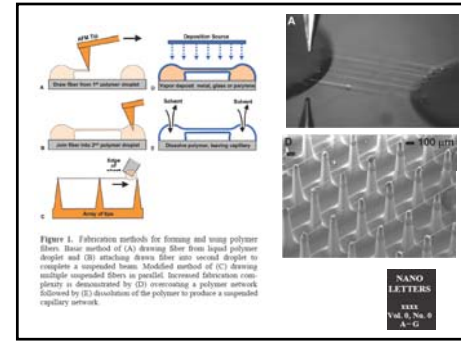 AFM Tip
A
Draw fiber from 1st polymer droplet
Deposition Source
D
Vapor deposit metal, glass or parylene
B
Join fiber into 2nd polymer droplet
Solvent
Solvent
E
Dissolve polymer, leaving capillary
C
Edge
of
Array of tips
Figure 1. Fabrication methods for forming and using polymer
fibers. Basic method of (A) drawing fiber from liquid polymer
droplet and (B) attaching drawn fiber into second droplet to
complete a suspended beam. Modified method of (C) drawing
multiple suspended fibers in parallel. Increased fabrication com-
plexity is demonstrated by (D) overcoating a polymer network
followed by (E) dissolution of the polymer to produce a suspended
capillary network.
A
D
100 μm
NANO
LETTERS
xxxx
Vol. 0, No. 0
A–G